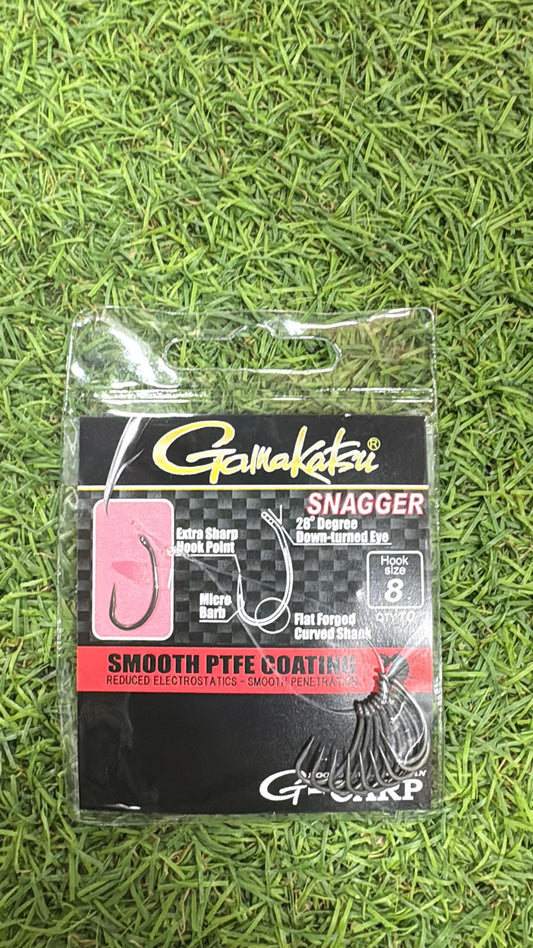 Gamakatsu®
SNAGGER
Extra Sharp
Hook Point
28° Degree
Down-turned Eye
Hook
size
8
Micro
Barb
Flat Forged
Curved Shank
SMOOTH PTFE COATING
REDUCED ELECTROSTATICS - SMOOTH PENETRATION
G-CARP